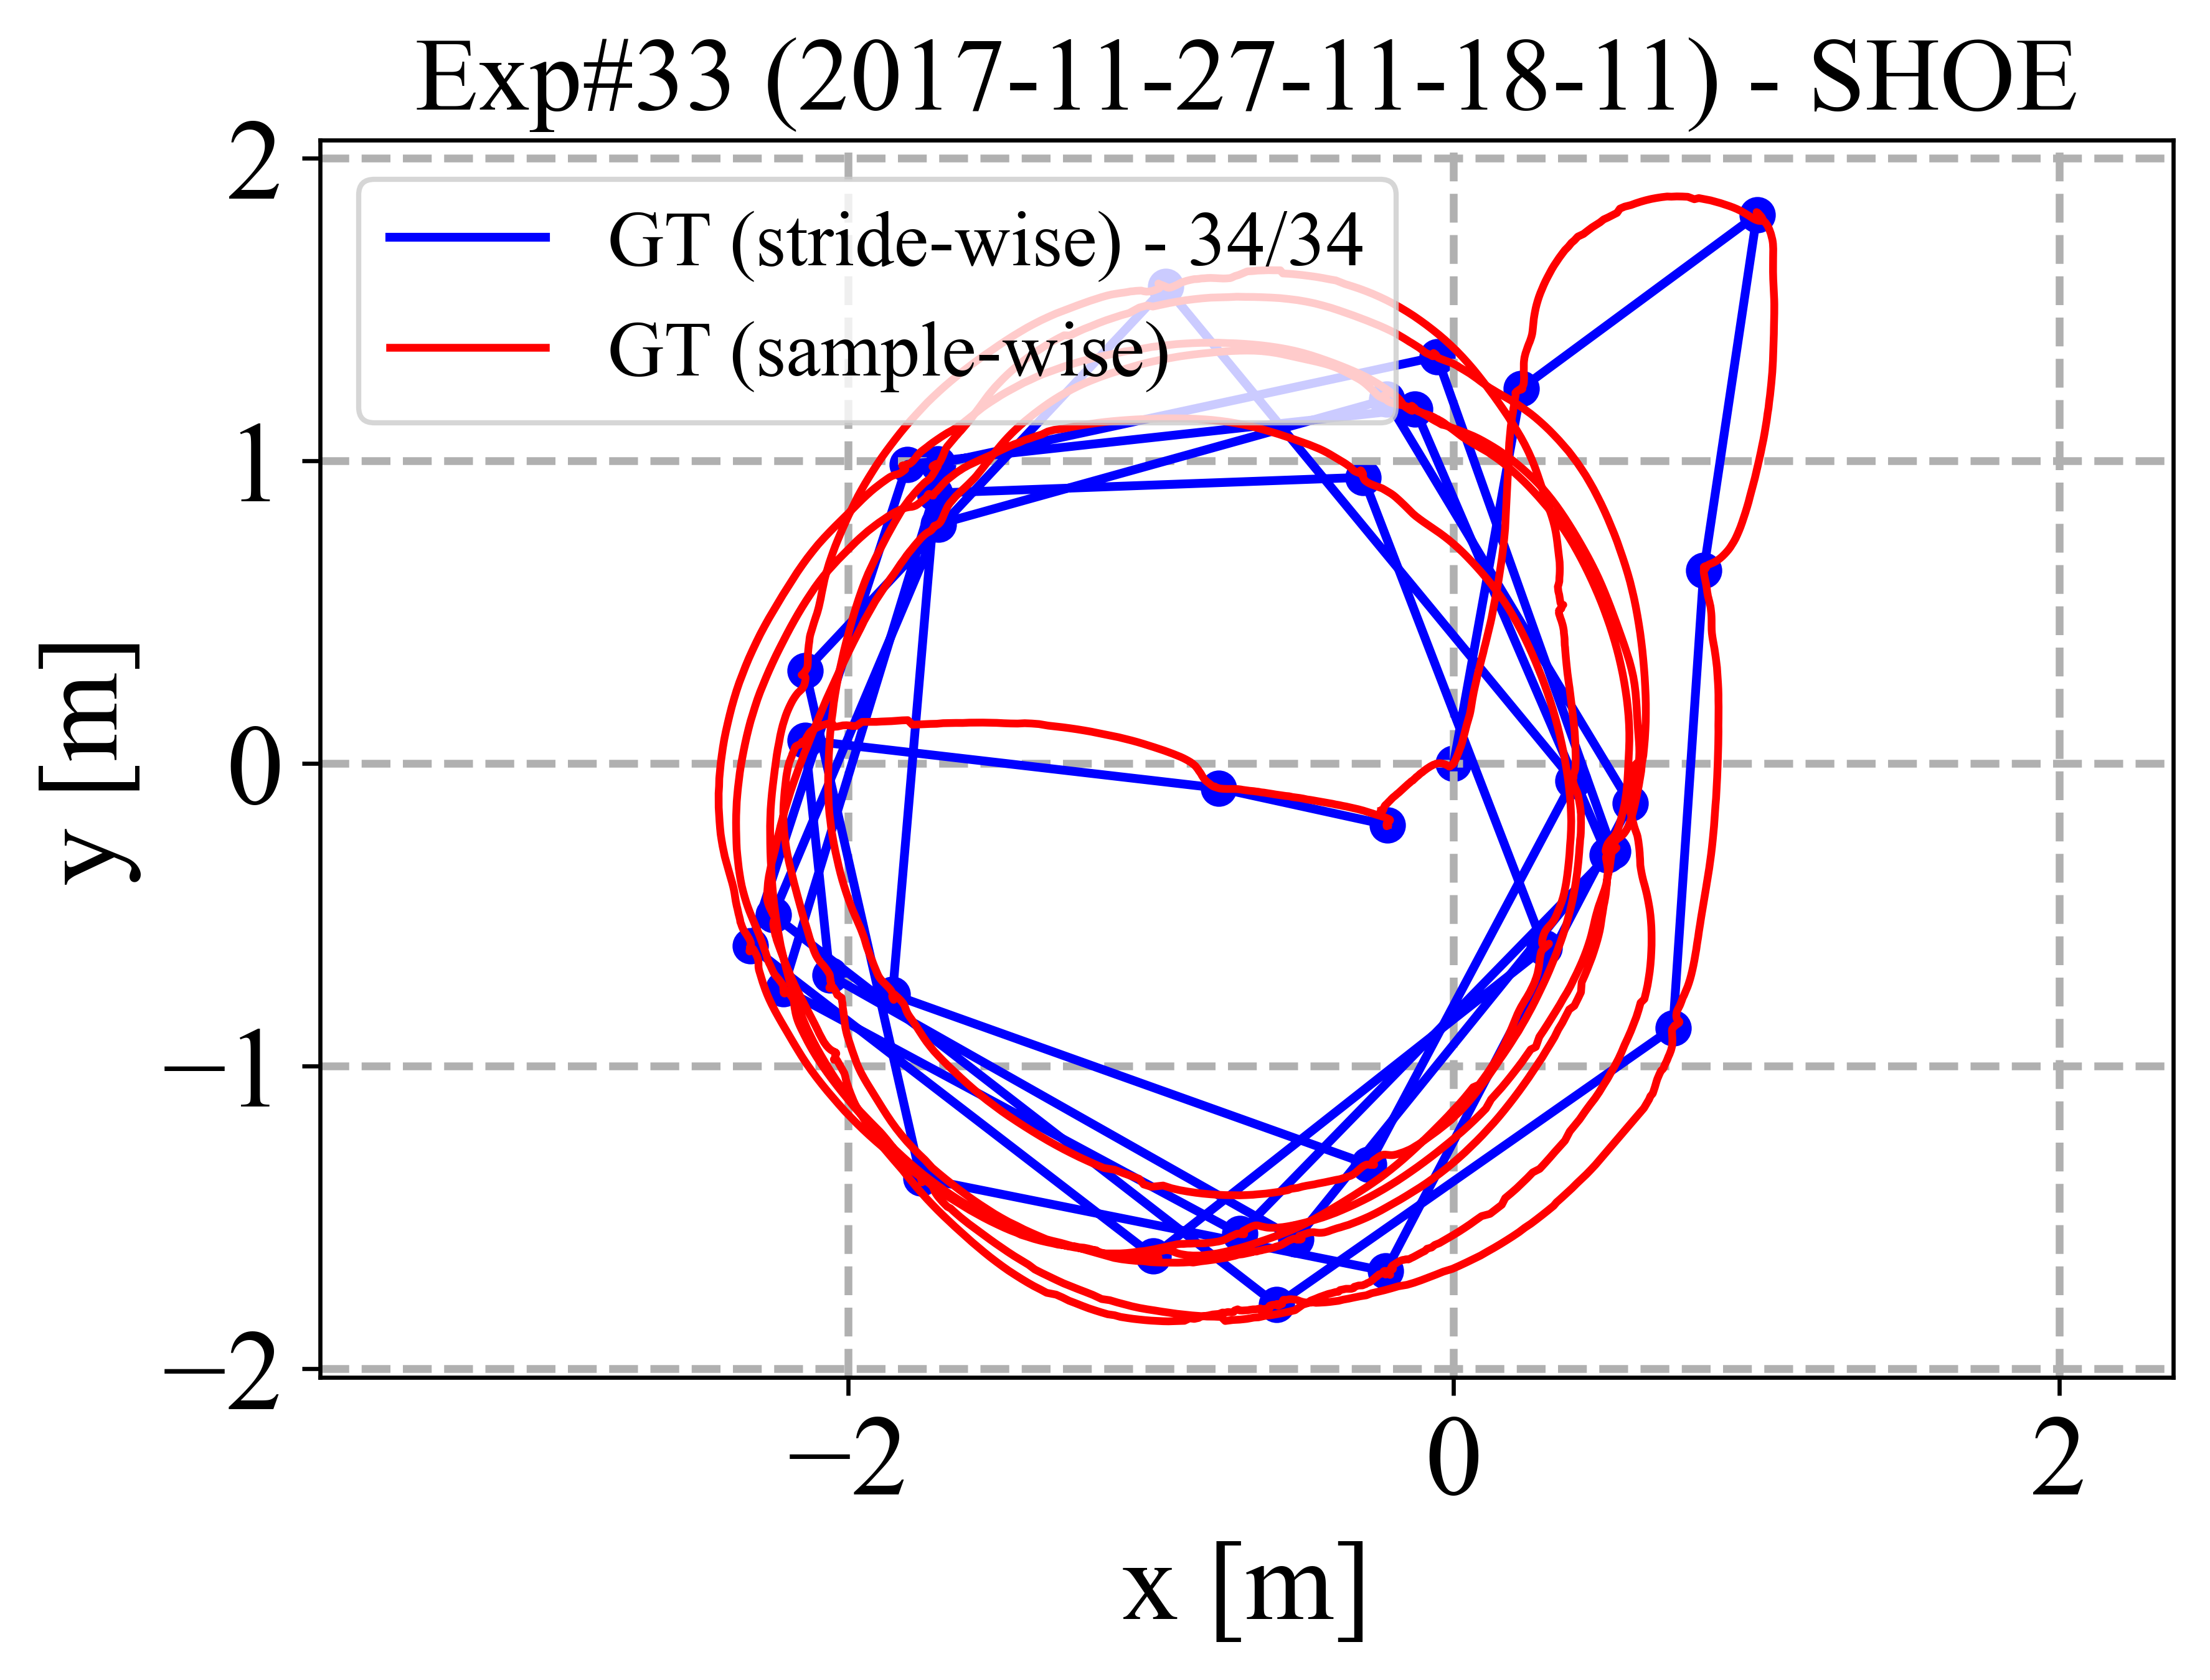 Exp#33 (2017-11-27-11-18-11) - SHOE
GT (stride-wise) - 34/34
GT (sample-wise)
2
1
0
−1
−2
y [m]
−2 0 2
x [m]